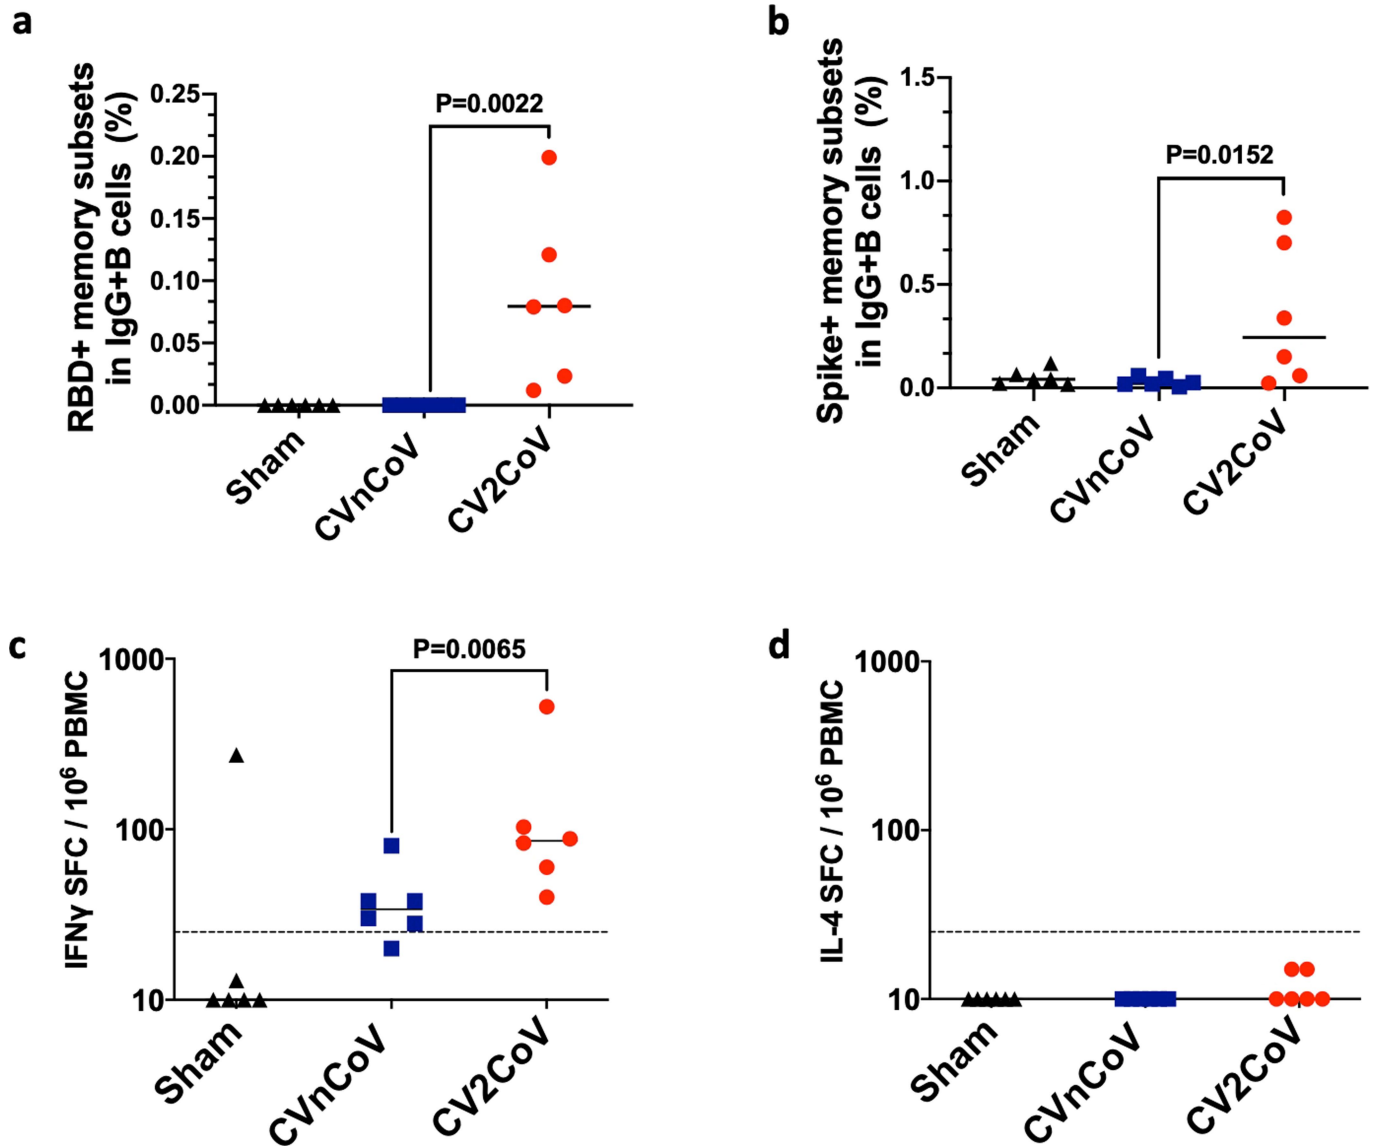 a
RBD+ memory subsets
in IgG+B cells (%)
0.25
0.20
0.15
0.10
0.05
0.00
P=0.0022
Sham
CVnCoV
CV2CoV
b
Spike+ memory subsets
in IgG+B cells (%)
1.5
1.0
0.5
0.0
P=0.0152
Sham
CVnCoV
CV2CoV
c
IFNγ SFC / 10⁶ PBMC
1000
100
10
P=0.0065
Sham
CVnCoV
CV2CoV
d
IL-4 SFC / 10⁶ PBMC
1000
100
10
Sham
CVnCoV
CV2CoV